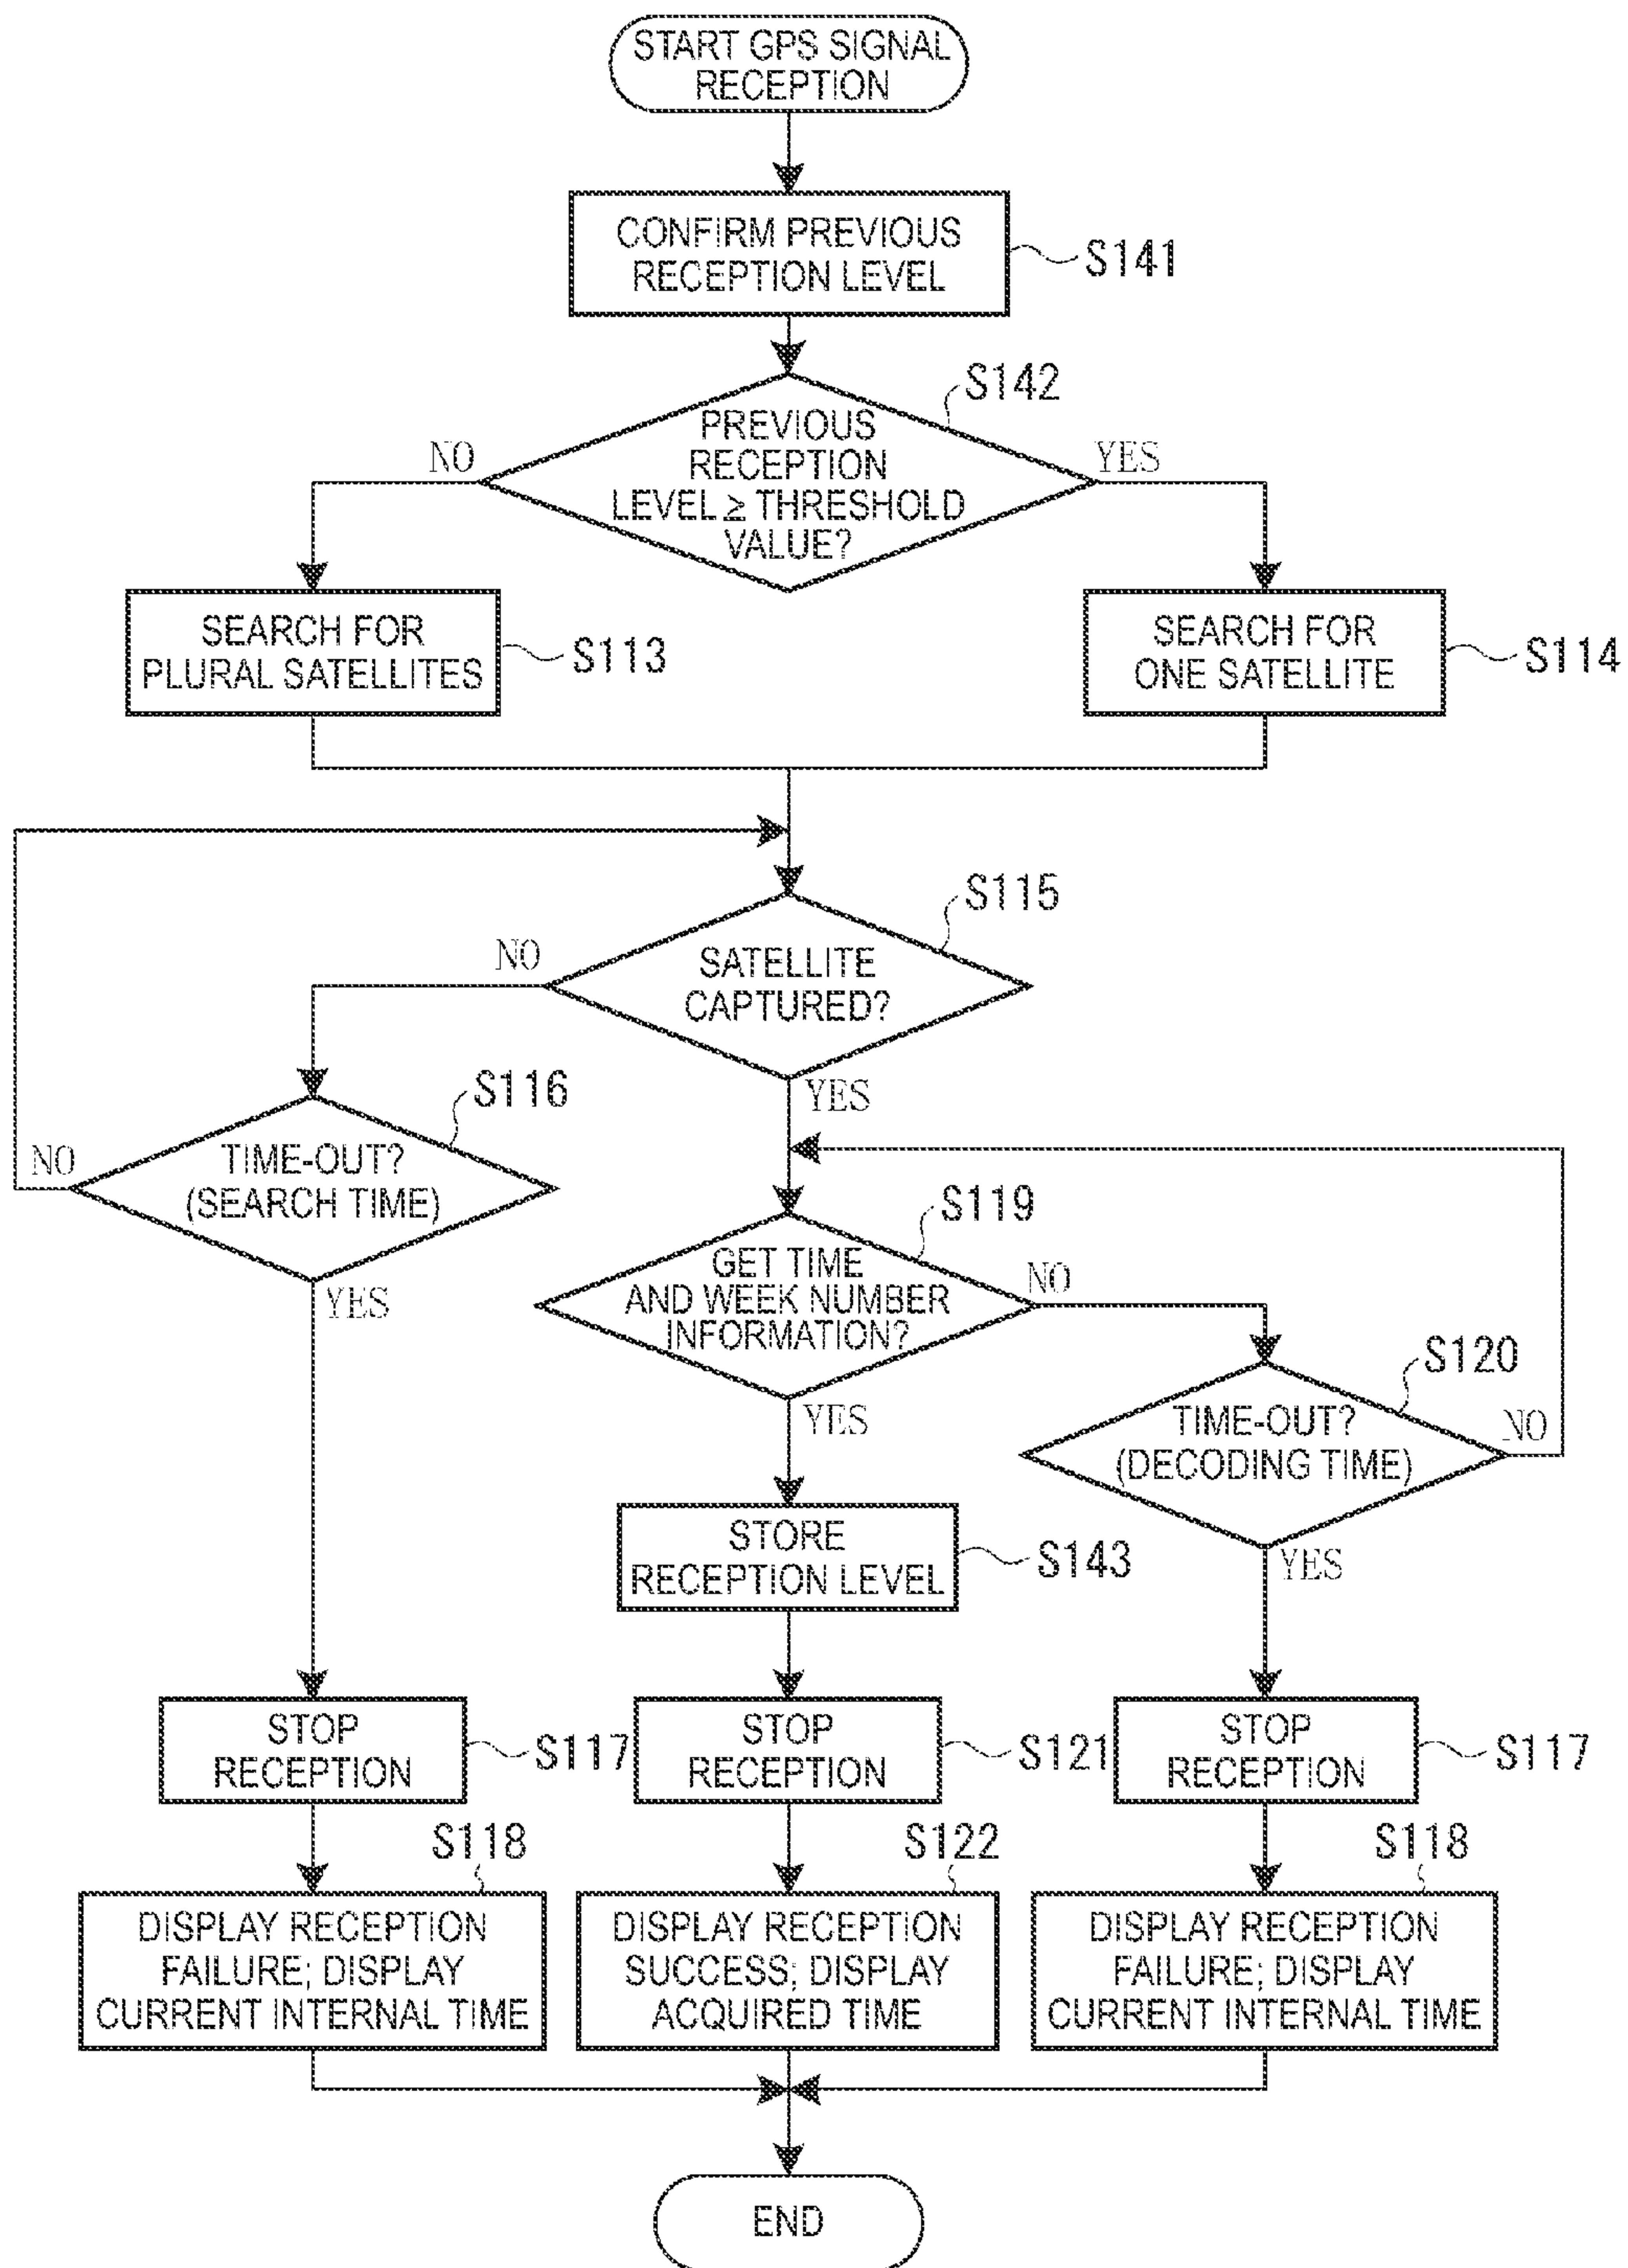 START GPS SIGNAL
RECEPTION
CONFIRM PREVIOUS
RECEPTION LEVEL
S141
S142
PREVIOUS
RECEPTION
LEVEL ≥ THRESHOLD
VALUE?
NO
YES
SEARCH FOR
PLURAL SATELLITES
S113
SEARCH FOR
ONE SATELLITE
S114
S115
SATELLITE
CAPTURED?
NO
YES
S116
TIME-OUT?
(SEARCH TIME)
NO
YES
S119
GET TIME
AND WEEK NUMBER
INFORMATION?
NO
YES
S120
TIME-OUT?
(DECODING TIME)
NO
YES
STORE
RECEPTION LEVEL
S143
STOP
RECEPTION
S117
STOP
RECEPTION
S121
STOP
RECEPTION
S117
S118
DISPLAY RECEPTION
FAILURE; DISPLAY
CURRENT INTERNAL TIME
S122
DISPLAY RECEPTION
SUCCESS; DISPLAY
ACQUIRED TIME
S118
DISPLAY RECEPTION
FAILURE; DISPLAY
CURRENT INTERNAL TIME
END